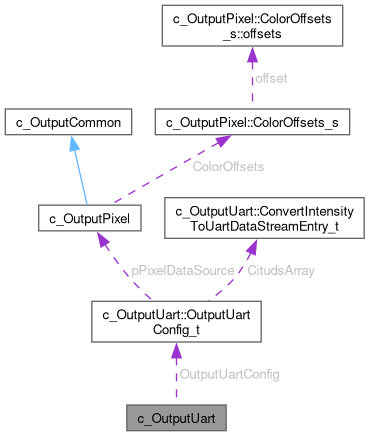 c_OutputPixel::ColorOffsets
_s::offsets
offset
c_OutputCommon
c_OutputPixel::ColorOffsets_s
ColorOffsets
c_OutputPixel
c_OutputUart::ConvertIntensity
ToUartDataStreamEntry_t
pPixelDataSource
CitudsArray
c_OutputUart::OutputUart
Config_t
OutputUartConfig
c_OutputUart